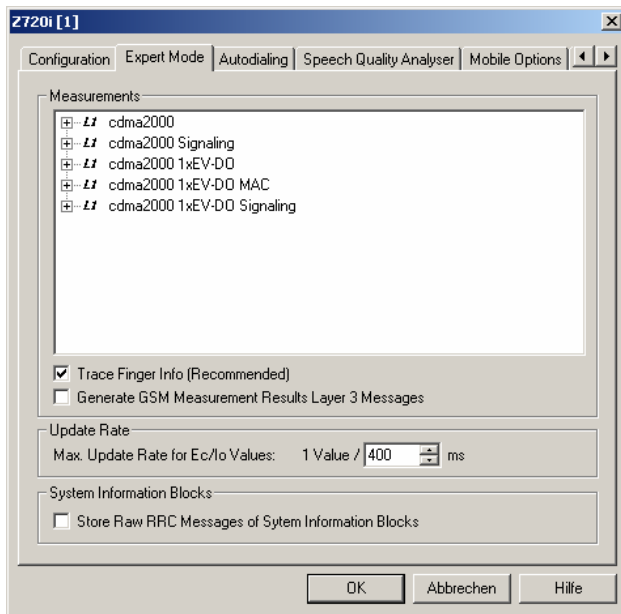 Z720i [1]
Configuration Expert Mode Autodialing Speech Quality Analyser Mobile Options
Measurements
L1 cdma2000
L1 cdma2000 Signaling
L1 cdma2000 1xEV-DO
L1 cdma2000 1xEV-DO MAC
L1 cdma2000 1xEV-DO Signaling
Trace Finger Info (Recommended)
Generate GSM Measurement Results Layer 3 Messages
Update Rate
Max. Update Rate for Ec/Io Values: 1 Value / 400 ms
System Information Blocks
Store Raw RRC Messages of Sytem Information Blocks
OK Abbrechen Hilfe